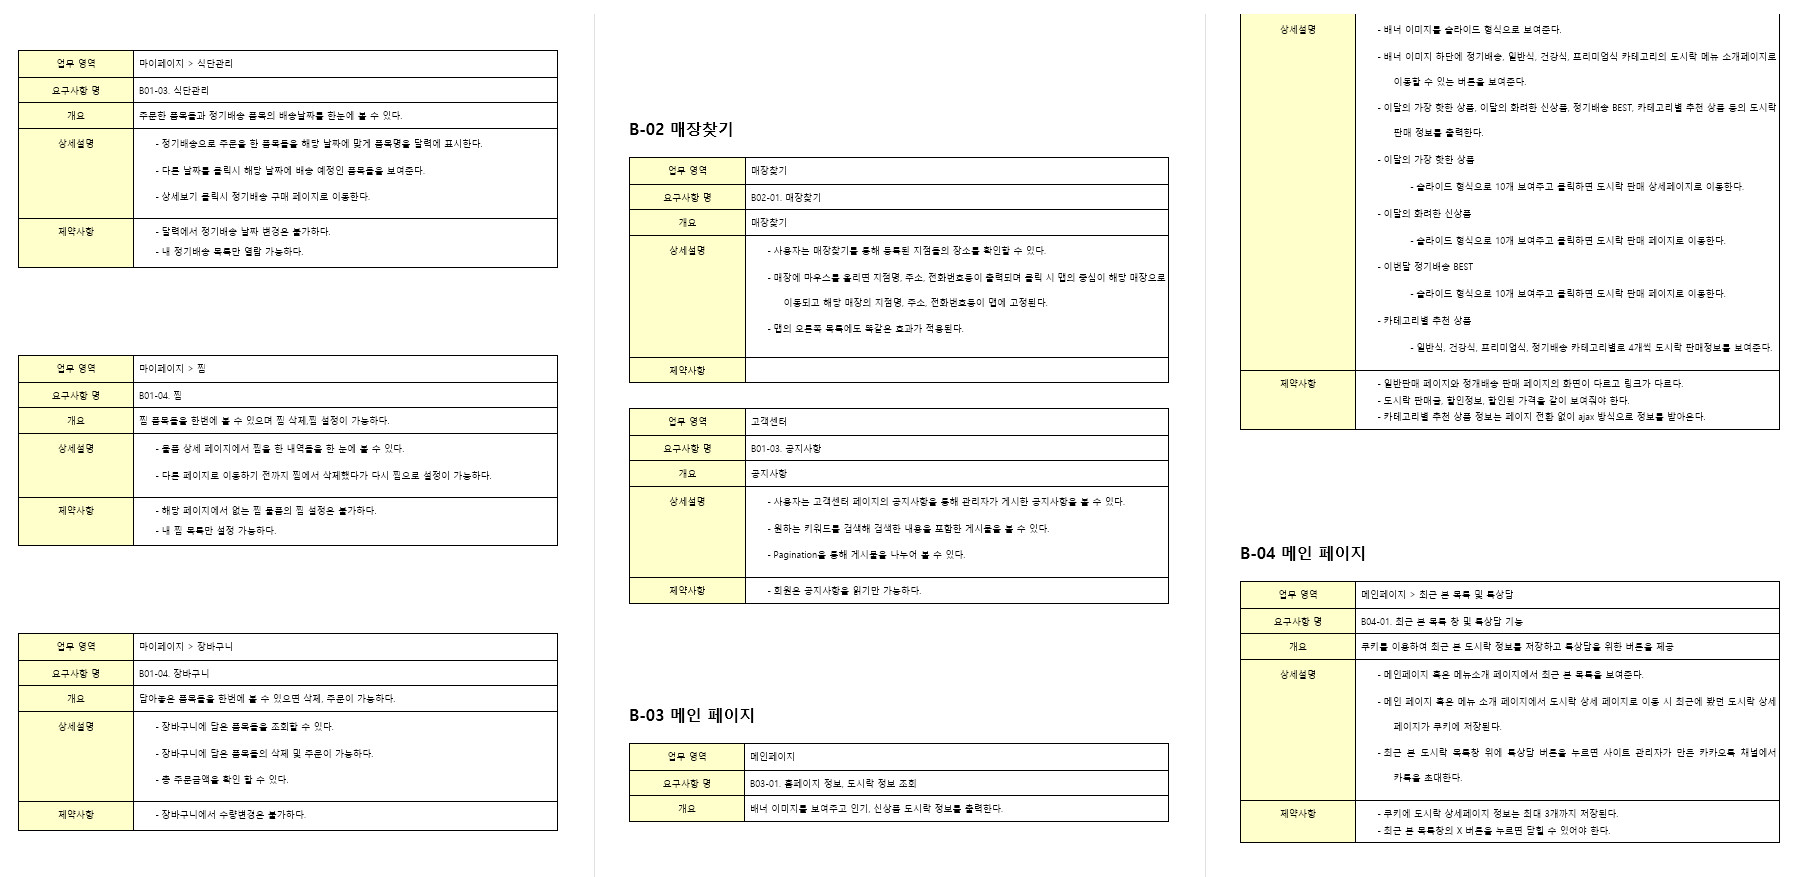 업무 영역 마이페이지 > 식단관리
요구사항 명 B01-03. 식단관리
개요 주문한 품목들과 정기배송 품목의 배송날짜를 한눈에 볼 수 있다.
상세설명 - 정기배송으로 주문을 한 품목들을 해당 날짜에 맞게 품목명을 달력에 표시한다.
- 다른 날짜를 클릭시 해당 날짜에 배송 예정인 품목들을 보여준다.
- 상세보기 클릭시 정기배송 구매 페이지로 이동한다.
제약사항 - 달력에서 정기배송 날짜 변경은 불가하다.
- 내 정기배송 목록만 열람 가능하다.
업무 영역 마이페이지 > 찜
요구사항 명 B01-04. 찜
개요 찜 품목들을 한번에 볼 수 있으며 찜 삭제,찜 설정이 가능하다.
상세설명 - 물품 상세 페이지에서 찜을 한 내역들을 한 눈에 볼 수 있다.
- 다른 페이지로 이동하기 전까지 찜에서 삭제했다가 다시 찜으로 설정이 가능하다.
제약사항 - 해당 페이지에서 없는 찜 물품의 찜 설정은 불가하다.
- 내 찜 목록만 설정 가능하다.
업무 영역 마이페이지 > 장바구니
요구사항 명 B01-04. 장바구니
개요 담아놓은 품목들을 한번에 볼 수 있으면 삭제, 주문이 가능하다.
상세설명 - 장바구니에 담은 품목들을 조회할 수 있다.
- 장바구니에 담은 품목들의 삭제 및 주문이 가능하다.
- 총 주문금액을 확인 할 수 있다.
제약사항 - 장바구니에서 수량변경은 불가하다.
B-02 매장찾기
업무 영역 매장찾기
요구사항 명 B02-01. 매장찾기
개요 매장찾기
상세설명 - 사용자는 매장찾기를 통해 등록된 지점들의 장소를 확인할 수 있다.
- 매장에 마우스를 올리면 지점명, 주소, 전화번호등이 출력되며 클릭 시 맵의 중심이 해당 매장으로
이동되고 해당 매장의 지점명, 주소, 전화번호등이 맵에 고정된다.
- 맵의 오른쪽 목록에도 똑같은 효과가 적용된다.
제약사항
업무 영역 고객센터
요구사항 명 B01-03. 공지사항
개요 공지사항
상세설명 - 사용자는 고객센터 페이지의 공지사항을 통해 관리자가 게시한 공지사항을 볼 수 있다.
- 원하는 키워드를 검색해 검색한 내용을 포함한 게시물을 볼 수 있다.
- Pagination을 통해 게시물을 나누어 볼 수 있다.
제약사항 - 회원은 공지사항을 읽기만 가능하다.
B-03 메인 페이지
업무 영역 메인페이지
요구사항 명 B03-01. 홈페이지 정보, 도시락 정보 조회
개요 배너 이미지를 보여주고 인기, 신상품 도시락 정보를 출력한다.
상세설명 - 배너 이미지를 슬라이드 형식으로 보여준다.
- 배너 이미지 하단에 정기배송, 일반식, 건강식, 프리미엄식 카테고리의 도시락 메뉴 소개페이지로
이동할 수 있는 버튼을 보여준다.
- 이달의 가장 핫한 상품, 이달의 화려한 신상품, 정기배송 BEST, 카테고리별 추천 상품 등의 도시락
판매 정보를 출력한다.
- 이달의 가장 핫한 상품
- 슬라이드 형식으로 10개 보여주고 클릭하면 도시락 판매 상세페이지로 이동한다.
- 이달의 화려한 신상품
- 슬라이드 형식으로 10개 보여주고 클릭하면 도시락 판매 페이지로 이동한다.
- 이번달 정기배송 BEST
- 슬라이드 형식으로 10개 보여주고 클릭하면 도시락 판매 페이지로 이동한다.
- 카테고리별 추천 상품
- 일반식, 건강식, 프리미엄식, 정기배송 카테고리별로 4개씩 도시락 판매정보를 보여준다.
제약사항 - 일반판매 페이지와 정개배송 판매 페이지의 화면이 다르고 링크가 다르다.
- 도시락 판매글, 할인정보, 할인된 가격을 같이 보여줘야 한다.
- 카테고리별 추천 상품 정보는 페이지 전환 없이 ajax 방식으로 정보를 받아온다.
B-04 메인 페이지
업무 영역 메인페이지 > 최근 본 목록 및 톡상담
요구사항 명 B04-01. 최근 본 목록 창 및 톡상담 기능
개요 쿠키를 이용하여 최근 본 도시락 정보를 저장하고 톡상담을 위한 버튼을 제공
상세설명 - 메인페이지 혹은 메뉴소개 페이지에서 최근 본 목록을 보여준다.
- 메인 페이지 혹은 메뉴 소개 페이지에서 도시락 상세 페이지로 이동 시 최근에 봤던 도시락 상세
페이지가 쿠키에 저장된다.
- 최근 본 도시락 목록창 위에 톡상담 버튼을 누르면 사이트 관리자가 만든 카카오톡 채널에서
카톡을 초대한다.
제약사항 - 쿠키에 도시락 상세페이지 정보는 최대 3개까지 저장된다.
- 최근 본 목록창의 X 버튼을 누르면 닫힐 수 있어야 한다.